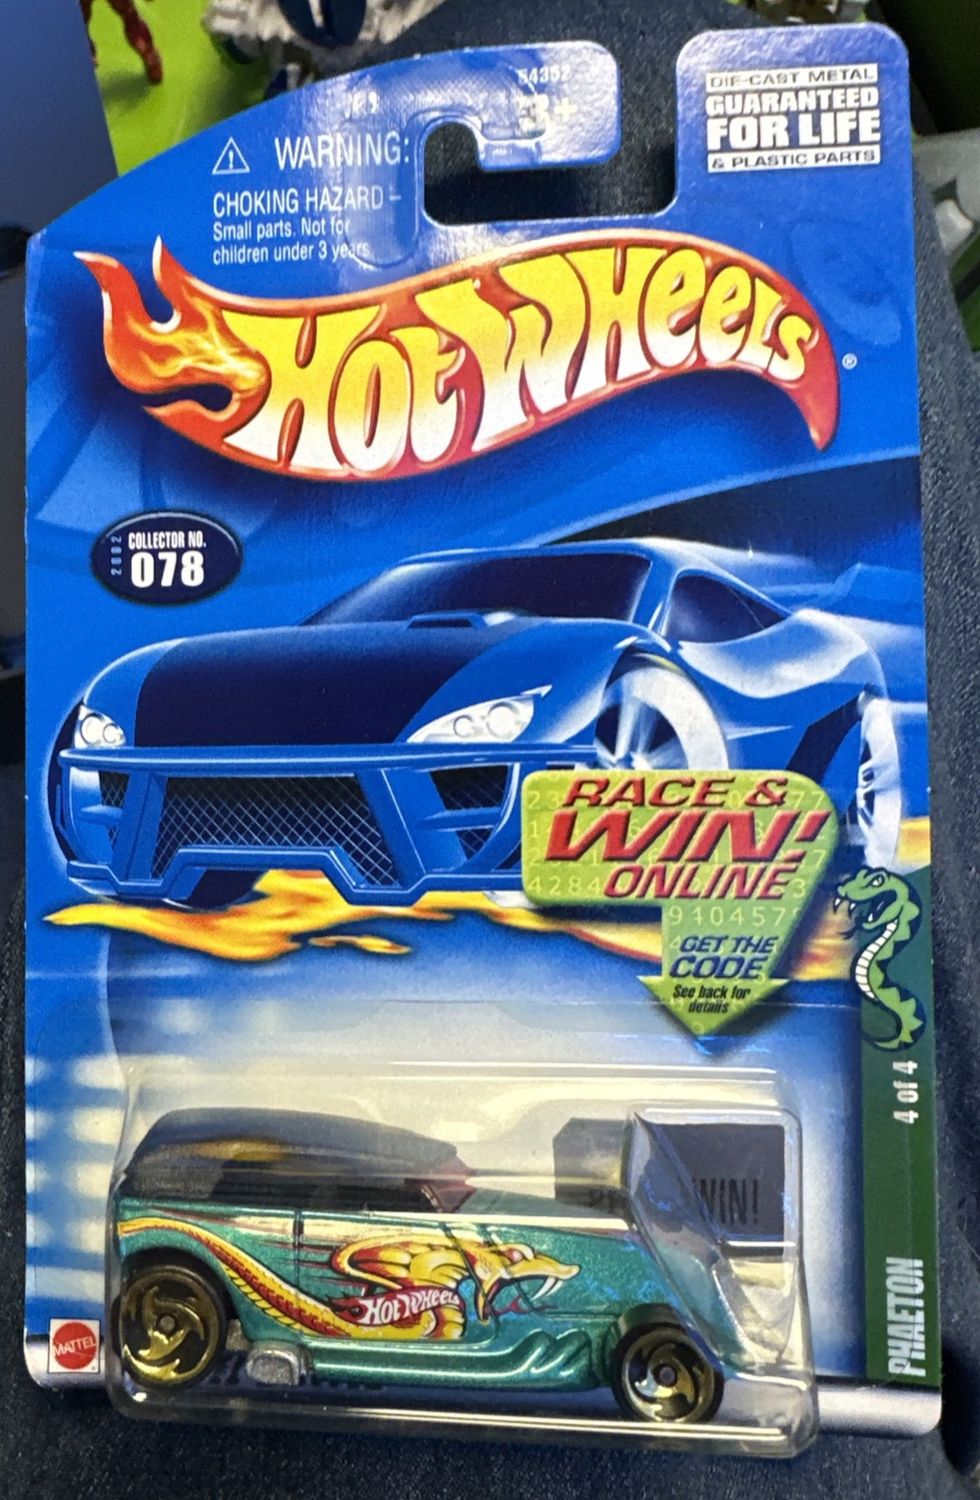 54352
3+
DIE-CAST METAL
GUARANTEED
FOR LIFE
& PLASTIC PARTS
WARNING:
CHOKING HAZARD –
Small parts. Not for
children under 3 years.
HOT WHEELS
®
2002
COLLECTOR NO.
078
RACE &
WIN!
ONLINE
GET THE
CODE
See back for
details
4 of 4
PHAETON
WIN!
HOT WHEELS
MATTEL